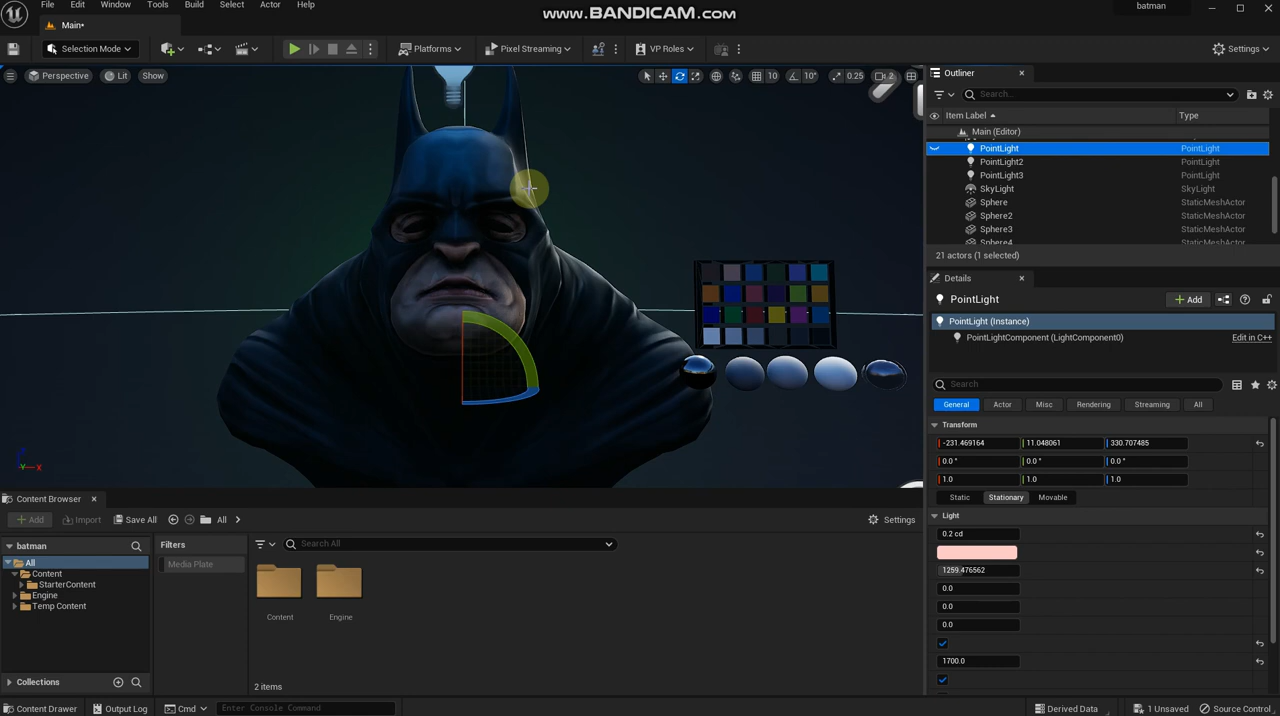 File Edit Window Tools Build Select Actor Help
www.BANDICAM.com
batman
Main•
Selection Mode
Platforms
Pixel Streaming
VP Roles
Settings
Perspective Lit Show
10 10° 0.25 2
Outliner
Search...
Item Label Type
Main (Editor)
PointLight PointLight
PointLight2 PointLight
PointLight3 PointLight
SkyLight SkyLight
Sphere StaticMeshActor
Sphere2 StaticMeshActor
Sphere3 StaticMeshActor
Sphere4 StaticMeshActor
21 actors (1 selected)
Details
PointLight
Add
PointLight (Instance)
PointLightComponent (LightComponent0) Edit in C++
Search
General Actor Misc Rendering Streaming All
Transform
-231.469164 11.048061 330.707485
0.0 ° 0.0 ° 0.0 °
1.0 1.0 1.0
Static Stationary Movable
Light
0.2 cd
1259.476562
0.0
0.0
0.0
1700.0
Content Browser
Add Import Save All All Settings
batman
All
Content
StarterContent
Engine
Temp Content
Collections
Filters
Media Plate
Search All
Content Engine
2 items
Content Drawer Output Log Cmd Enter Console Command
Derived Data 1 Unsaved Source Control
X
Y
Z